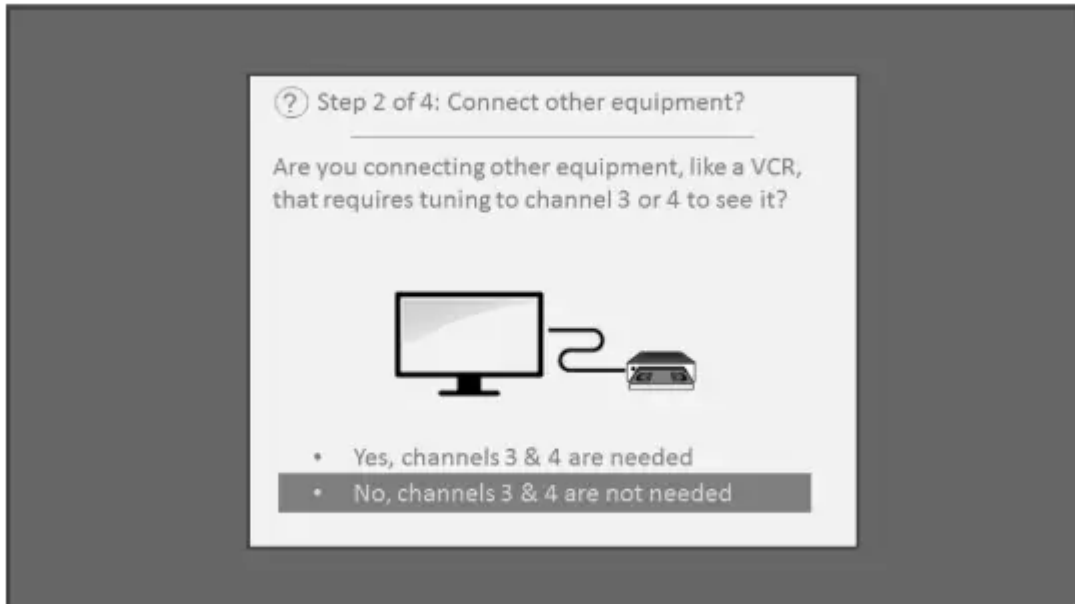 ? Step 2 of 4: Connect other equipment?
Are you connecting other equipment, like a VCR,
that requires tuning to channel 3 or 4 to see it?
• Yes, channels 3 & 4 are needed
• No, channels 3 & 4 are not needed